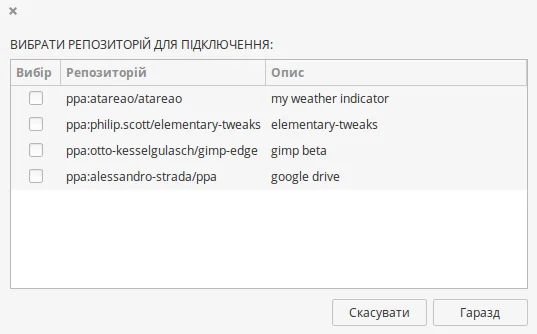 ВИБРАТИ РЕПОЗИТОРІЙ ДЛЯ ПІДКЛЮЧЕННЯ:
Вибір Репозиторій Опис
ppa:atareao/atareao my weather indicator
ppa:philip.scott/elementary-tweaks elementary-tweaks
ppa:otto-kesselgulasch/gimp-edge gimp beta
ppa:alessandro-strada/ppa google drive
Скасувати Гаразд